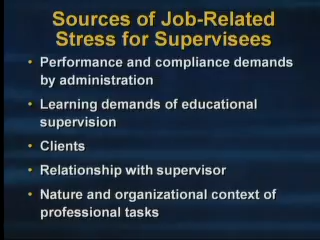 Sources of Job-Related
Stress for Supervisees
• Performance and compliance demands
by administration
• Learning demands of educational
supervision
• Clients
• Relationship with supervisor
• Nature and organizational context of
professional tasks